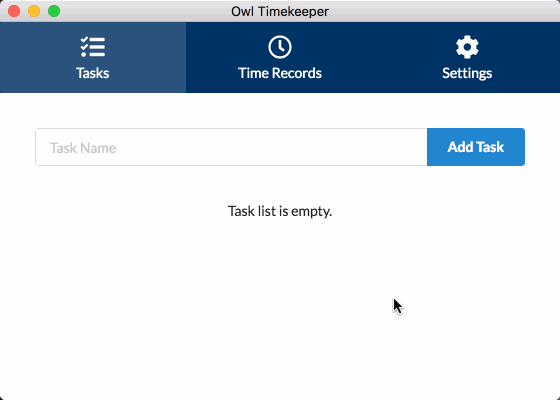 Owl Timekeeper
Tasks
Time Records
Settings
Task Name
Add Task
Task list is empty.